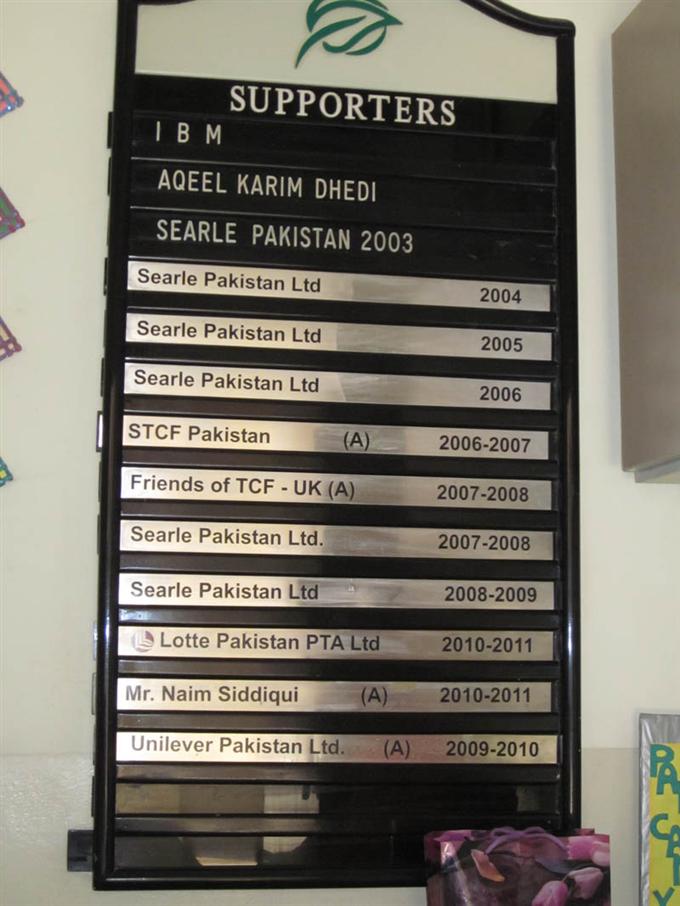 SUPPORTERS
I B M
AQEEL KARIM DHEDI
SEARLE PAKISTAN 2003
Searle Pakistan Ltd 2004
Searle Pakistan Ltd 2005
Searle Pakistan Ltd 2006
STCF Pakistan (A) 2006-2007
Friends of TCF - UK (A) 2007-2008
Searle Pakistan Ltd. 2007-2008
Searle Pakistan Ltd 2008-2009
Lotte Pakistan PTA Ltd 2010-2011
Mr. Naim Siddiqui (A) 2010-2011
Unilever Pakistan Ltd. (A) 2009-2010